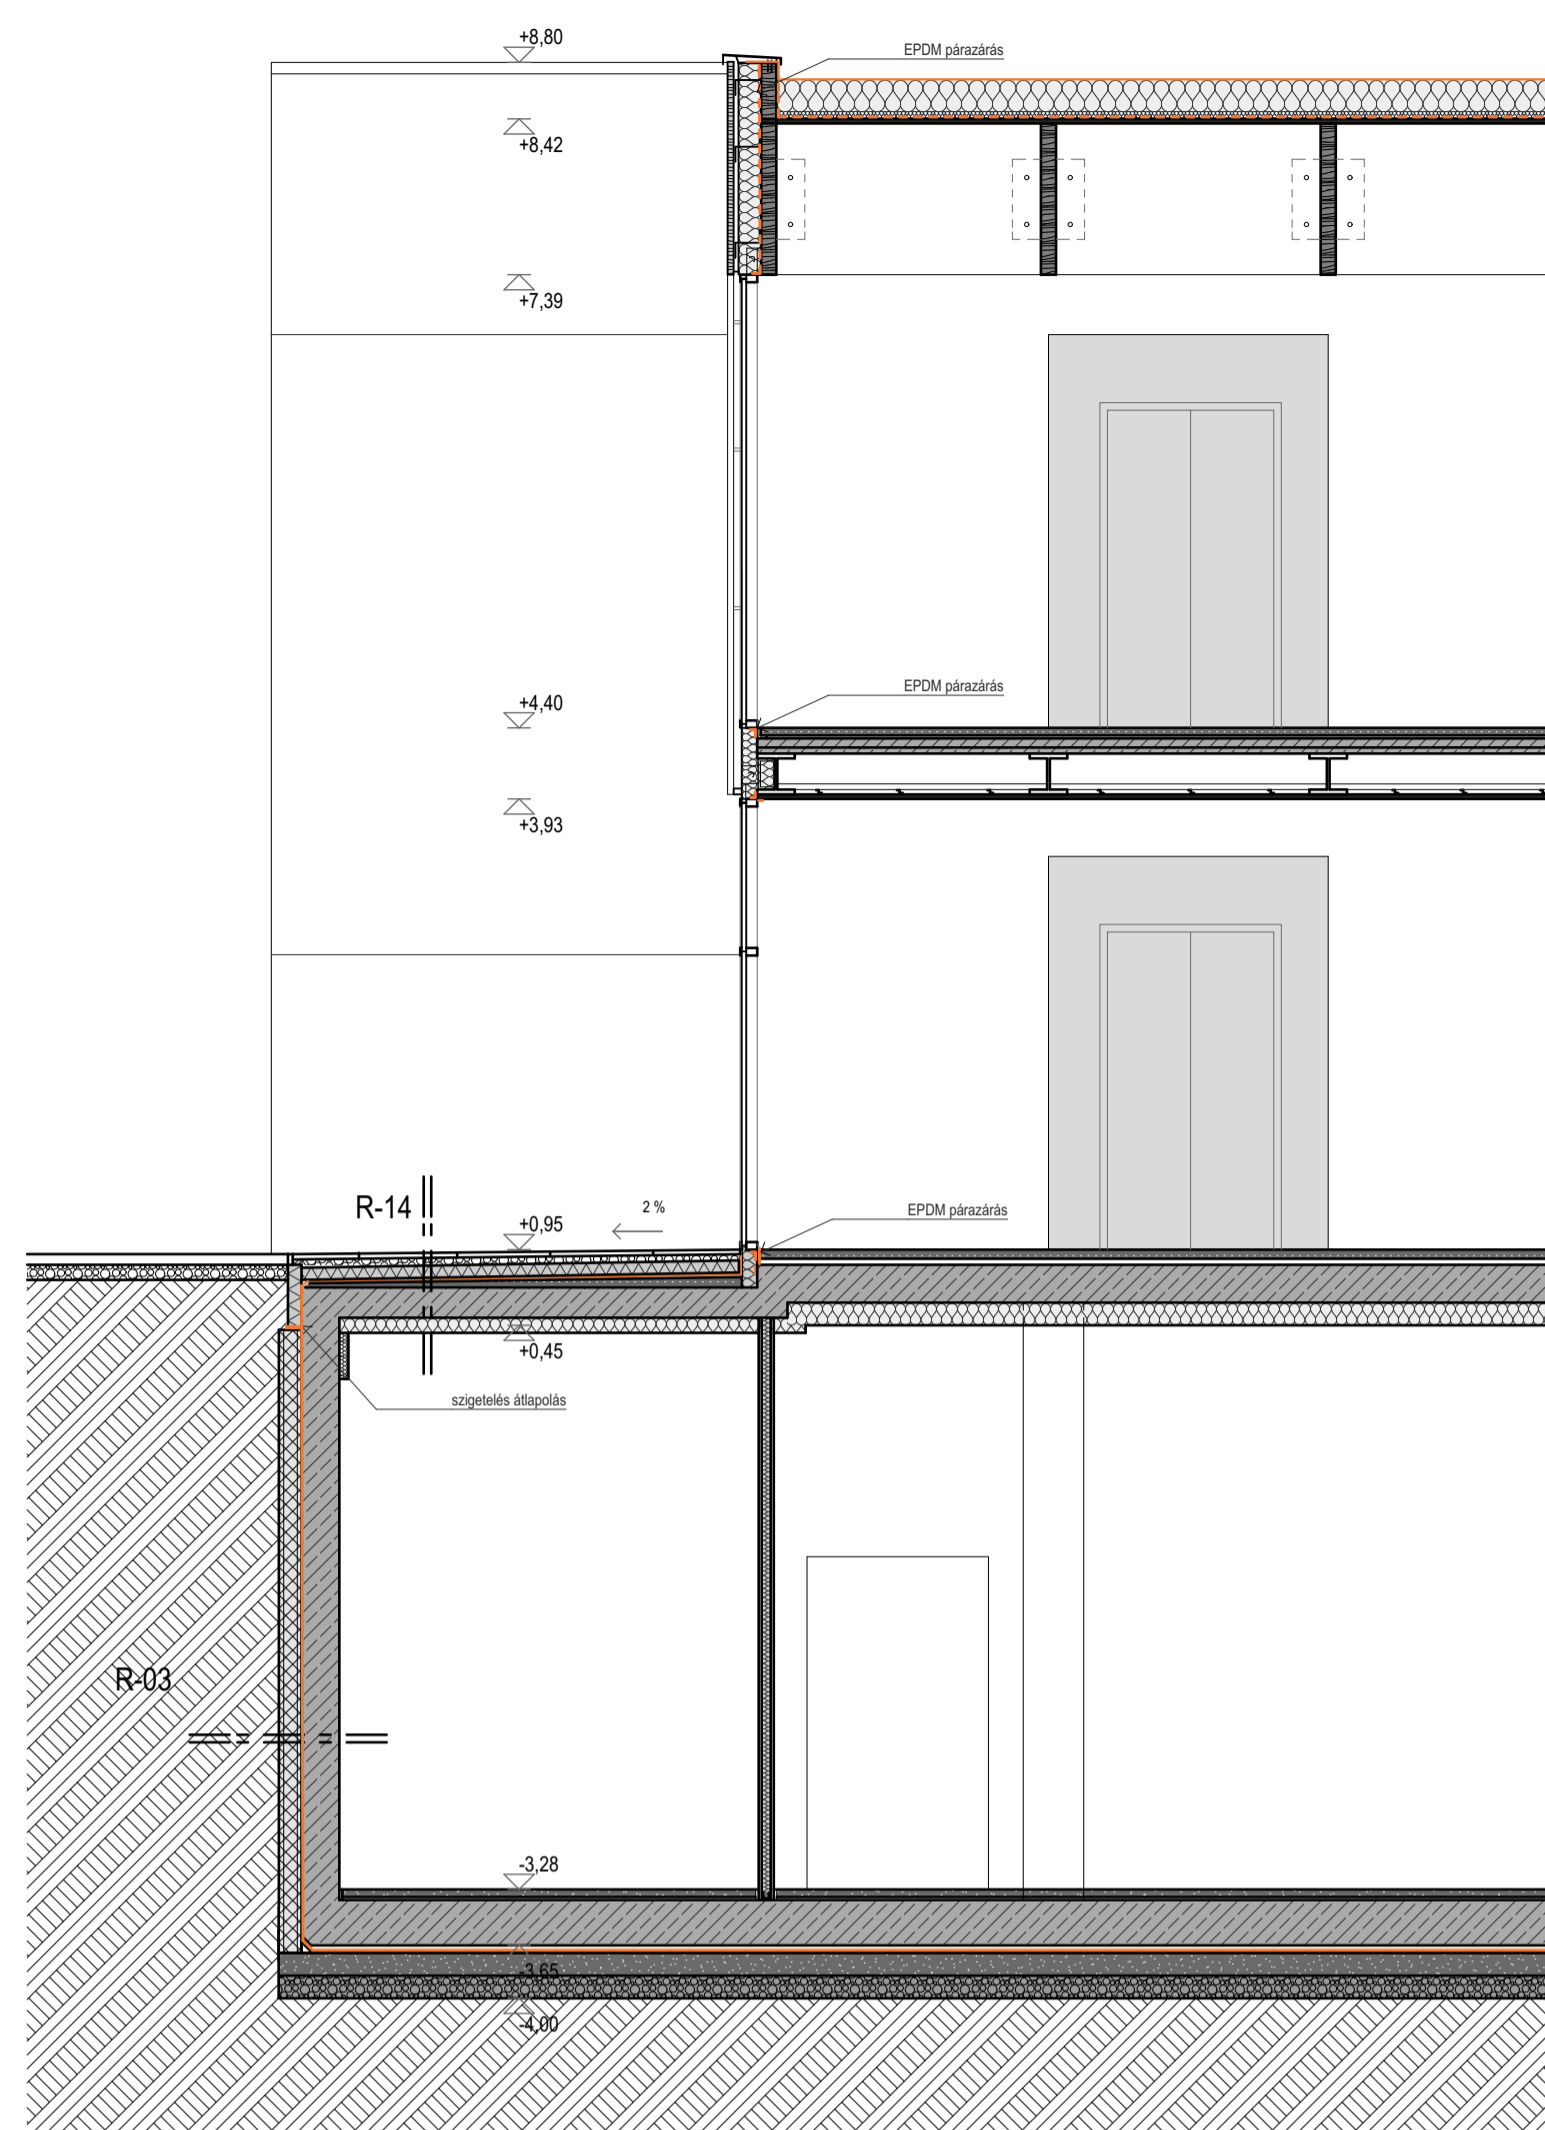 +8,80
EPDM párazárás
+8,42
+7,39
EPDM párazárás
+4,40
+3,93
R-14
2 %
EPDM párazárás
+0,95
+0,45
szigetelés átlapolás
R-03
-3,28
-3,65
-4,00